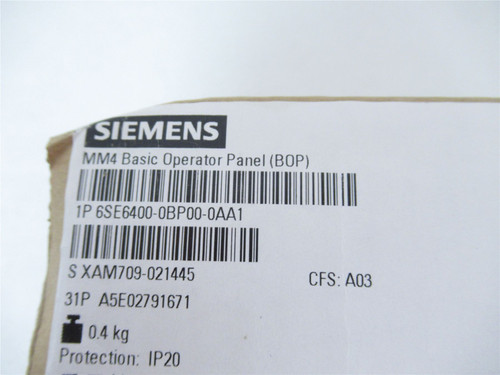 SIEMENS
MM4 Basic Operator Panel (BOP)
1P 6SE6400-0BP00-0AA1
S XAM709-021445 CFS: A03
31P A5E02791671
0.4 kg
Protection: IP20